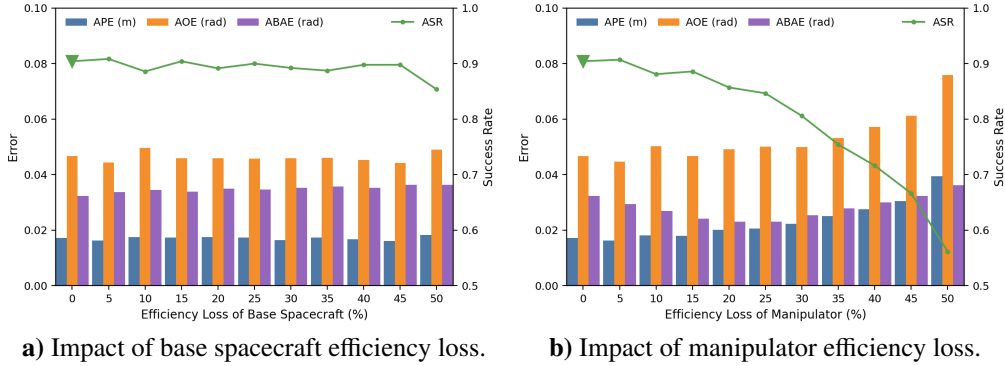 APE (m) AOE (rad) ABAE (rad) ASR
0.10
0.08
0.06
0.04
0.02
0.00
Error
1.0
0.9
0.8
0.7
0.6
0.5
Success Rate
0 5 10 15 20 25 30 35 40 45 50
Efficiency Loss of Base Spacecraft (%)
a) Impact of base spacecraft efficiency loss.
APE (m) AOE (rad) ABAE (rad) ASR
0.10
0.08
0.06
0.04
0.02
0.00
Error
1.0
0.9
0.8
0.7
0.6
0.5
Success Rate
0 5 10 15 20 25 30 35 40 45 50
Efficiency Loss of Manipulator (%)
b) Impact of manipulator efficiency loss.